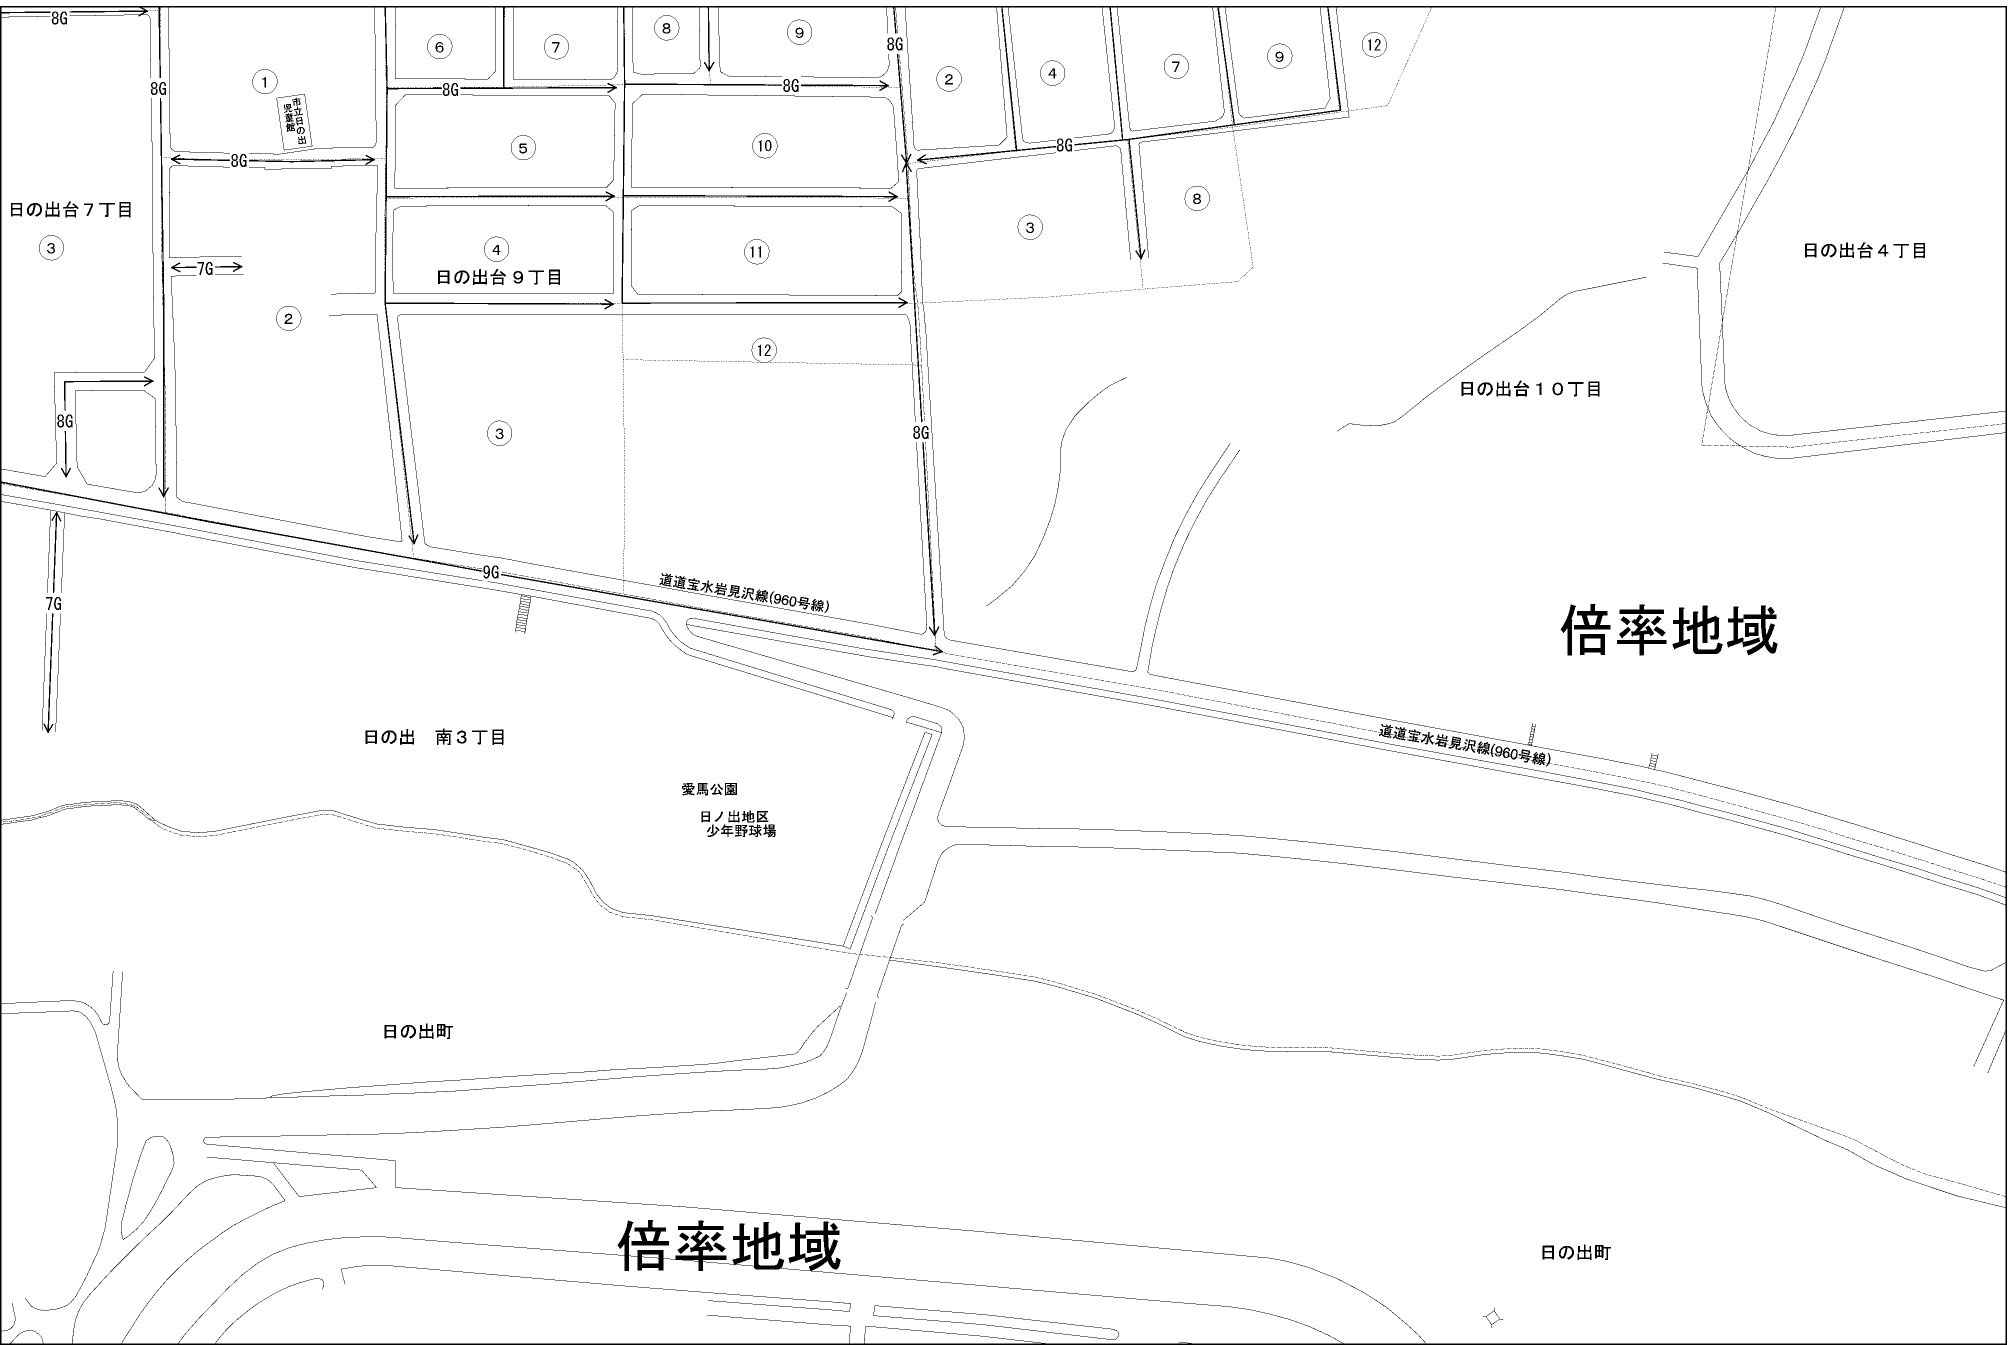 8G
8G
8G
⑥
⑦
⑧
⑨
②
④
⑦
⑨
⑫
①
8G
8G
8G
市立日の出
児童館
⑤
⑩
8G
8G
日の出台７丁目
③
④
日の出台９丁目
⑪
③
⑧
日の出台４丁目
7G
②
⑫
日の出台１０丁目
8G
③
8G
9G
道道宝水岩見沢線(960号線)
7G
倍率地域
日の出　南３丁目
道道宝水岩見沢線(960号線)
愛馬公園
日ノ出地区
少年野球場
日の出町
倍率地域
日の出町